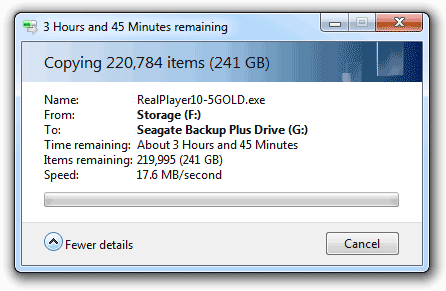 3 Hours and 45 Minutes remaining
Copying 220,784 items (241 GB)
Name: RealPlayer10-5GOLD.exe
From: Storage (F:)
To: Seagate Backup Plus Drive (G:)
Time remaining: About 3 Hours and 45 Minutes
Items remaining: 219,995 (241 GB)
Speed: 17.6 MB/second
Fewer details
Cancel